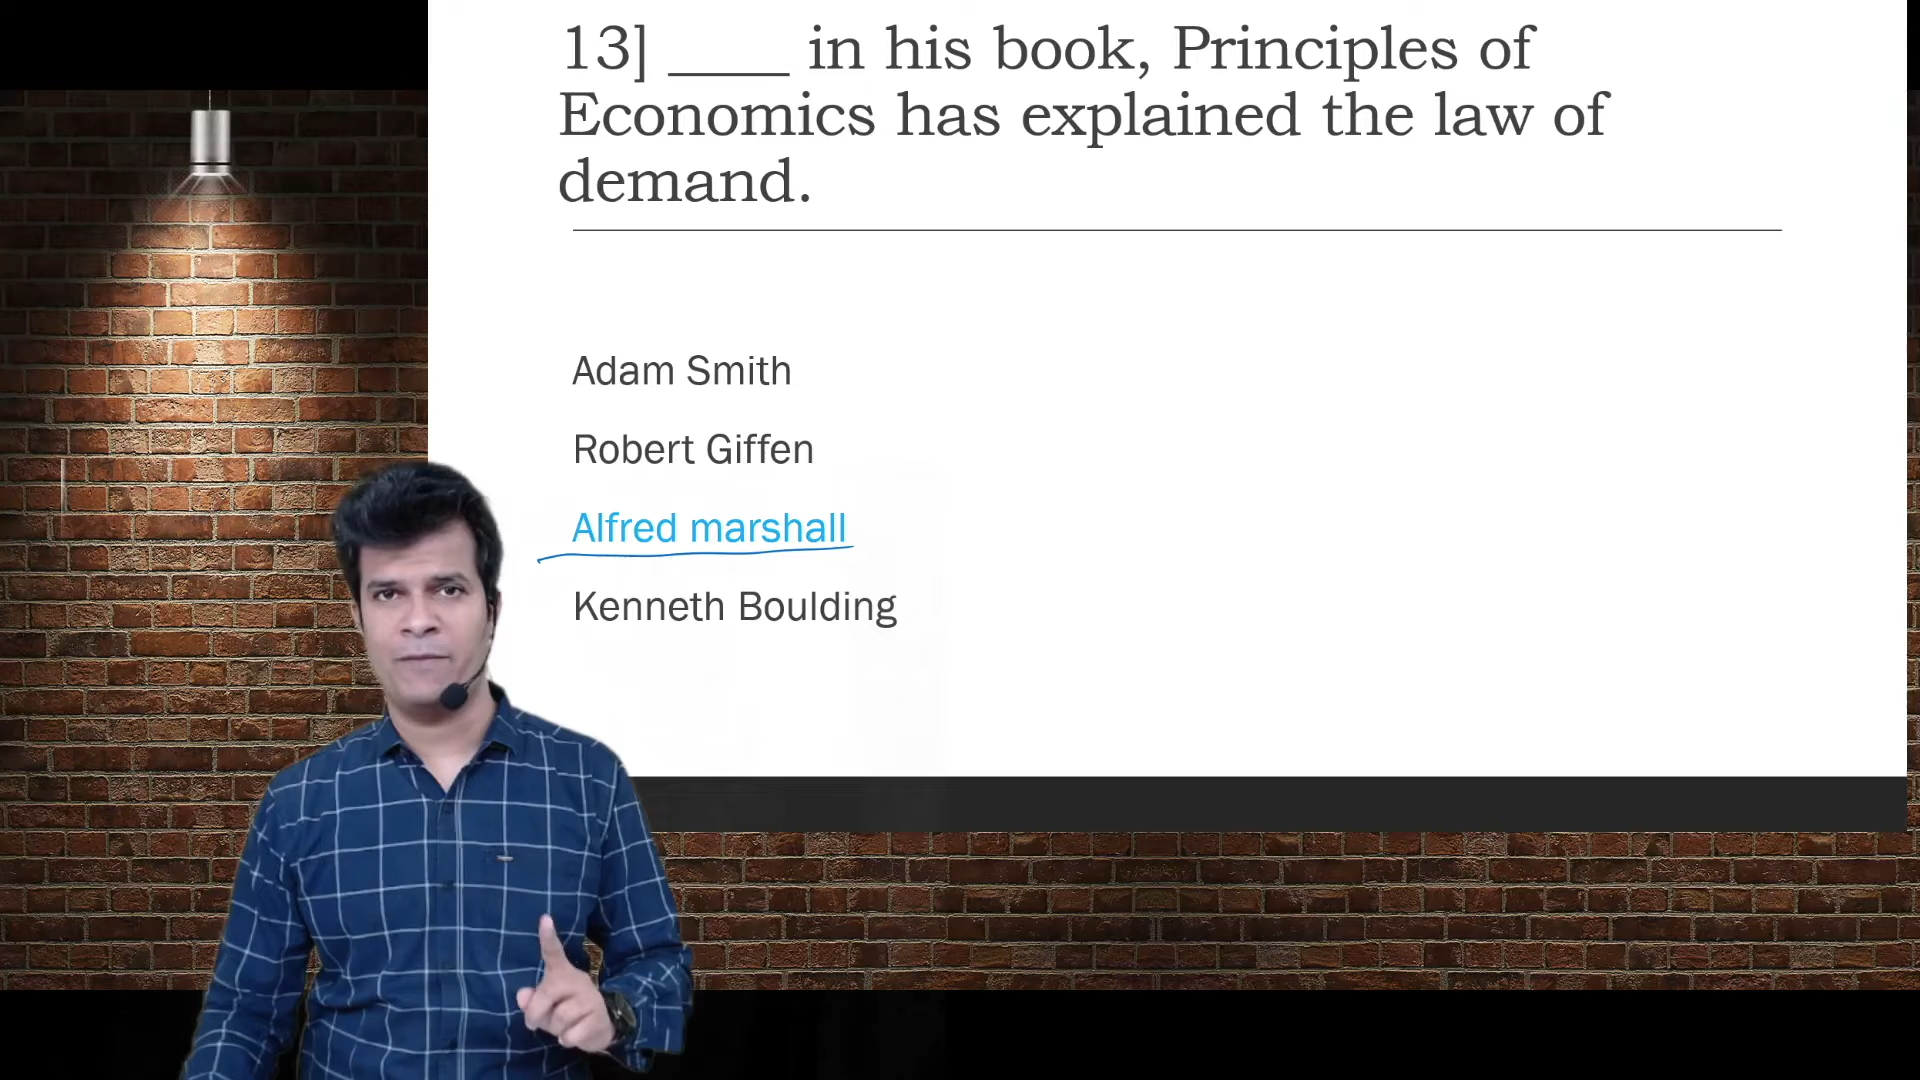 13] ____ in his book, Principles of
Economics has explained the law of
demand.
Adam Smith
Robert Giffen
Alfred marshall
Kenneth Boulding